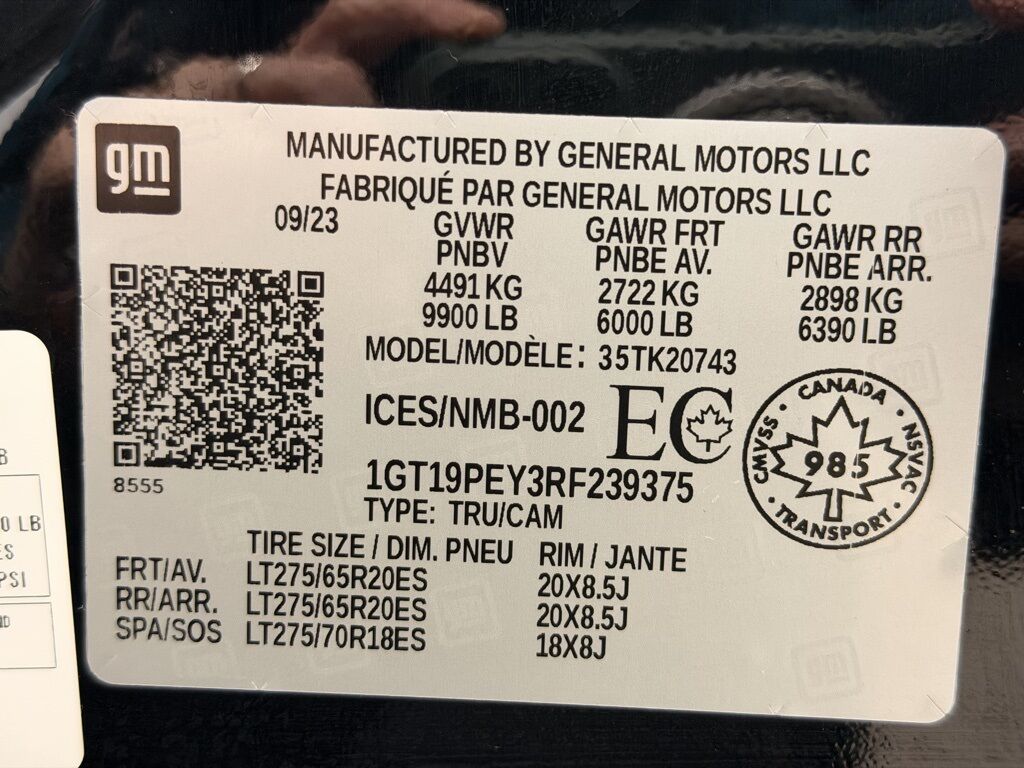 gm
MANUFACTURED BY GENERAL MOTORS LLC
FABRIQUÉ PAR GENERAL MOTORS LLC
09/23
GVWR GAWR FRT GAWR RR
PNBV PNBE AV. PNBE ARR.
4491 KG 2722 KG 2898 KG
9900 LB 6000 LB 6390 LB
MODEL/MODÈLE: 35TK20743
ICES/NMB-002 EC
1GT19PEY3RF239375
TYPE: TRU/CAM
8555
CANADA
CMVSS 985 NSVAC
TRANSPORT
TIRE SIZE / DIM. PNEU RIM / JANTE
FRT/AV. LT275/65R20ES 20X8.5J
RR/ARR. LT275/65R20ES 20X8.5J
SPA/SOS LT275/70R18ES 18X8J
0 LB
PSI